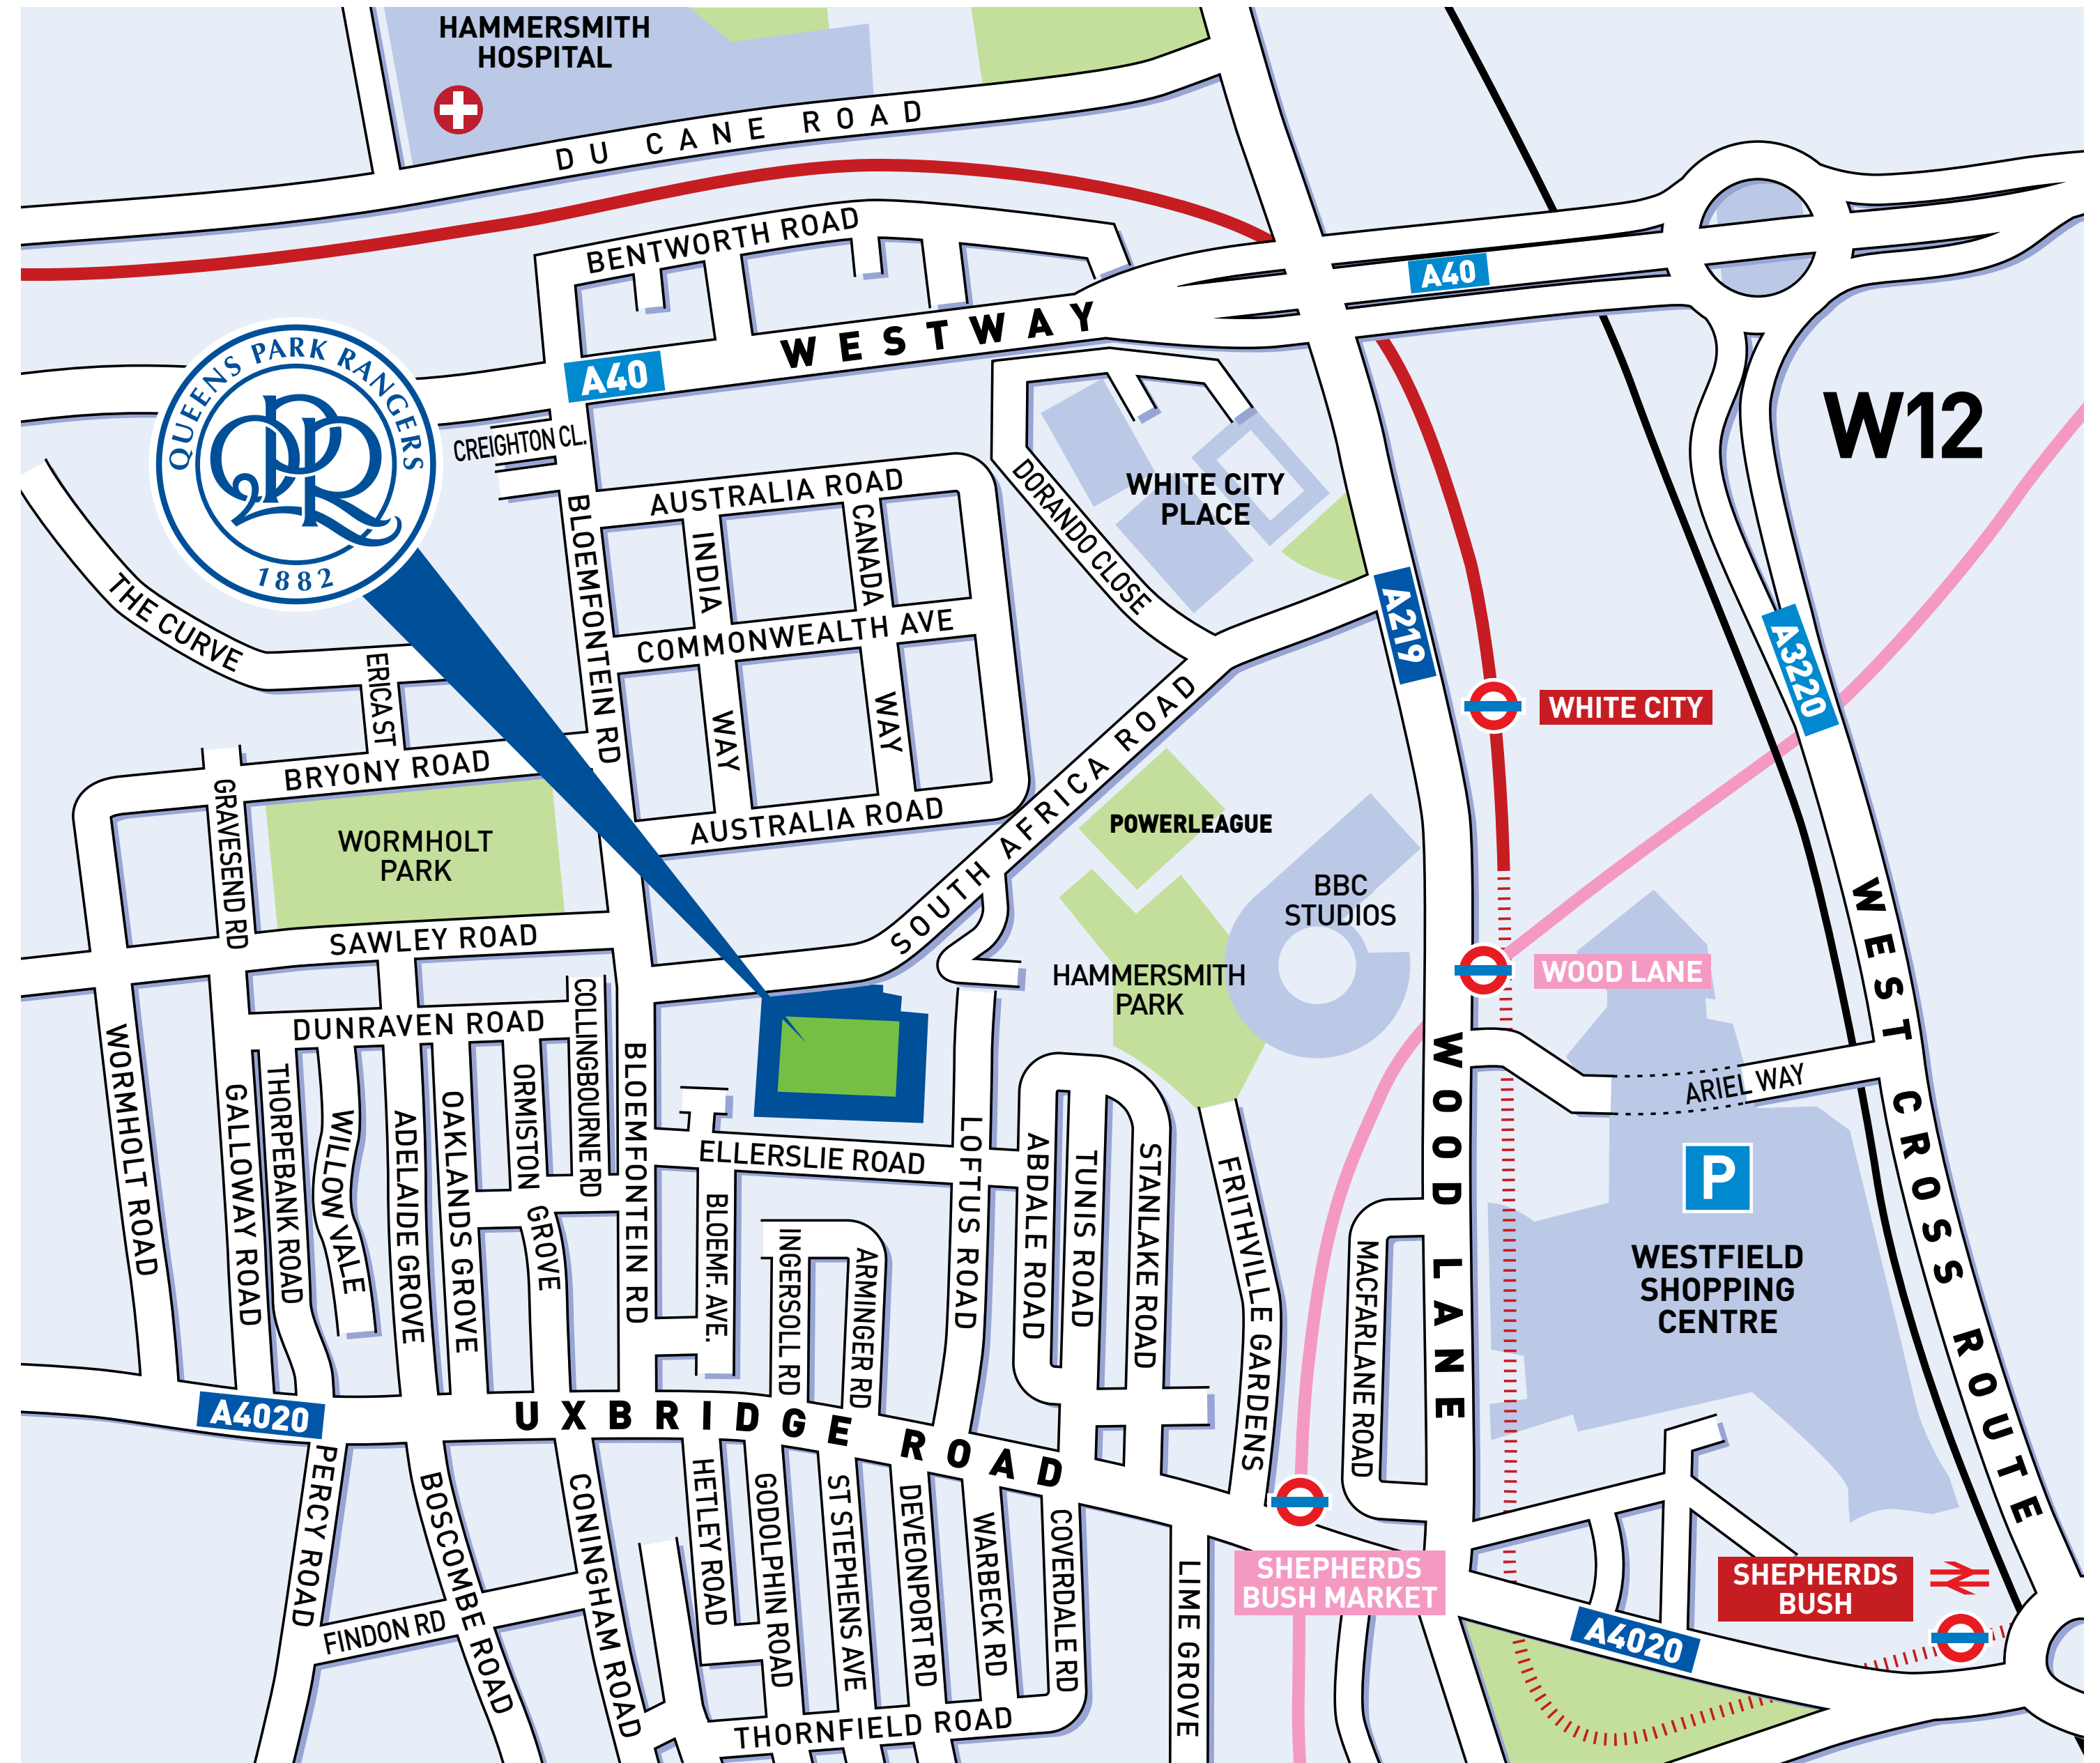 HAMMERSMITH
HOSPITAL
DU CANE ROAD
BENTWORTH ROAD
WESTWAY
A40
A40
QUEENS PARK RANGERS
QPR
1882
CREIGHTON CL.
W12
AUSTRALIA ROAD
DORANDO CLOSE
WHITE CITY
PLACE
BLOEMFONTEIN RD
INDIA
CANADA
THE CURVE
COMMONWEALTH AVE
A219
A3220
ERICA ST
WAY
WAY
WHITE CITY
BRYONY ROAD
SOUTH AFRICA ROAD
GRAVESEND RD
WORMHOLT
PARK
AUSTRALIA ROAD
POWERLEAGUE
BBC
STUDIOS
SAWLEY ROAD
HAMMERSMITH
PARK
WOOD LANE
WEST CROSS ROUTE
DUNRAVEN ROAD
COLLINGBOURNE RD
WORMHOLT ROAD
GALLOWAY ROAD
THORPEBANK ROAD
WILLOW VALE
ADELAIDE GROVE
OAKLANDS GROVE
ORMISTON
GROVE
BLOEMFONTEIN RD
ELLERSLIE ROAD
BLOEMF. AVE.
INGERSOLL RD
ARMINGER RD
LOFTUS ROAD
ABDALE ROAD
TUNIS ROAD
STANLAKE ROAD
FRITHVILLE GARDENS
MACFARLANE ROAD
WOOD LANE
ARIEL WAY
P
WESTFIELD
SHOPPING
CENTRE
A4020
UXBRIDGE ROAD
PERCY ROAD
BOSCOMBE ROAD
FINDON RD
CONINGHAM ROAD
HETLEY ROAD
GODOLPHIN ROAD
ST STEPHENS AVE
DEVEONPORT RD
WARBECK RD
COVERDALE RD
THORNFIELD ROAD
LIME GROVE
SHEPHERDS
BUSH MARKET
A4020
SHEPHERDS
BUSH